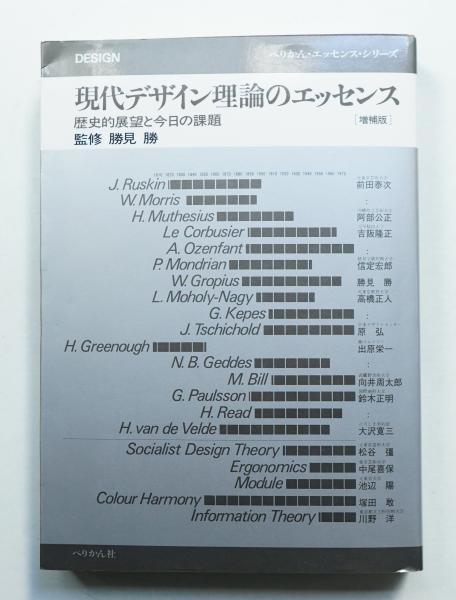 DESIGN
ぺりかん・エッセンス・シリーズ
現代デザイン理論のエッセンス
歴史的展望と今日の課題
[増補版]
監修 勝見 勝
J. Ruskin 前田泰次
W. Morris :
H. Muthesius 阿部公正
Le Corbusier 吉阪隆正
A. Ozenfant :
P. Mondrian 信定宏郎
W. Gropius 勝見 勝
L. Moholy-Nagy 高橋正人
G. Kepes :
J. Tschichold 原 弘
H. Greenough 出原栄一
N. B. Geddes :
M. Bill 向井周太郎
G. Paulsson 鈴木正明
H. Read :
H. van de Velde 大沢寛三
Socialist Design Theory 松谷 彊
Ergonomics 中尾喜保
Module 池辺 陽
Colour Harmony 塚田 敢
Information Theory 川野 洋
ぺりかん社